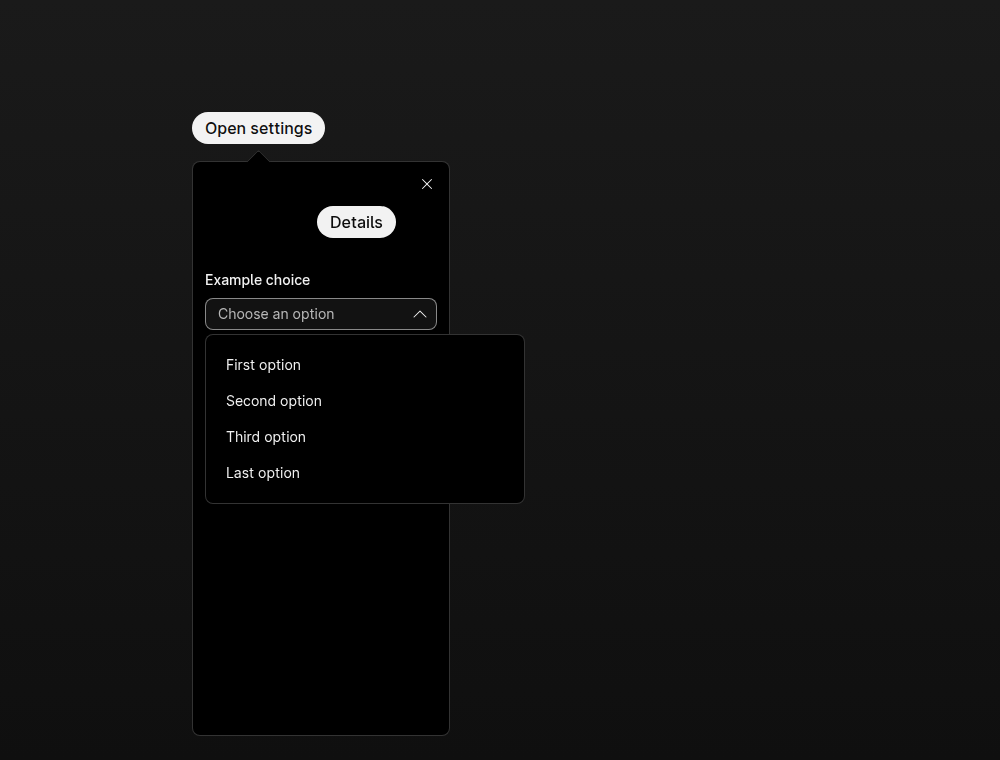 Open settings
Details
Example choice
Choose an option
First option
Second option
Third option
Last option